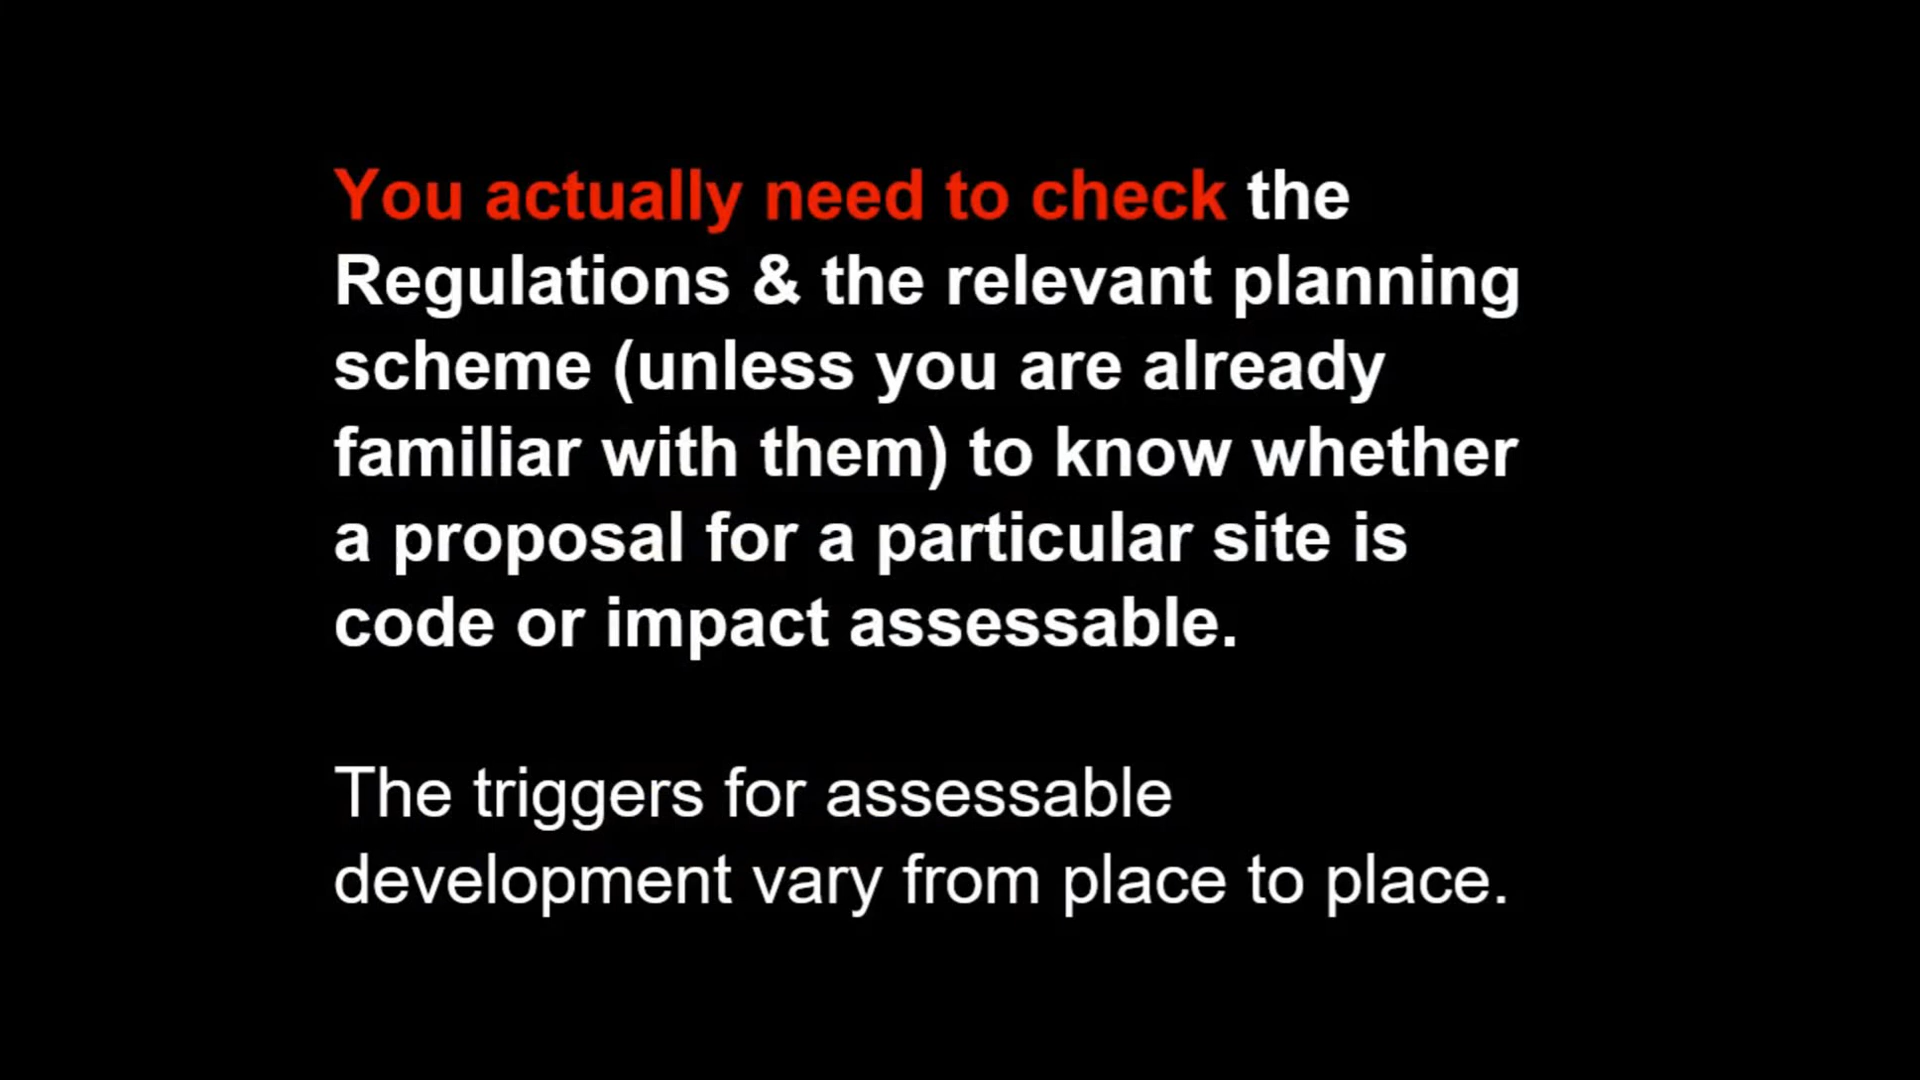 You actually need to check the
Regulations & the relevant planning
scheme (unless you are already
familiar with them) to know whether
a proposal for a particular site is
code or impact assessable.
The triggers for assessable
development vary from place to place.